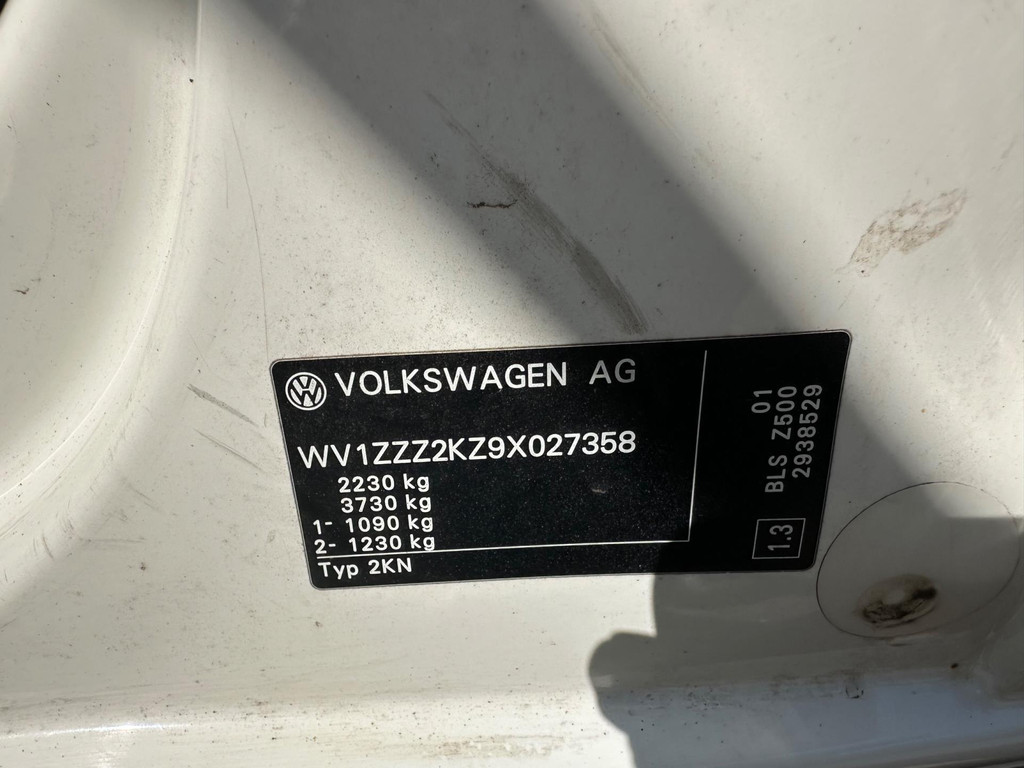 VOLKSWAGEN AG
WV1ZZZ2KZ9X027358
2230 kg
3730 kg
1- 1090 kg
2- 1230 kg
Typ 2KN
01
BLS Z500
2938529
1.3